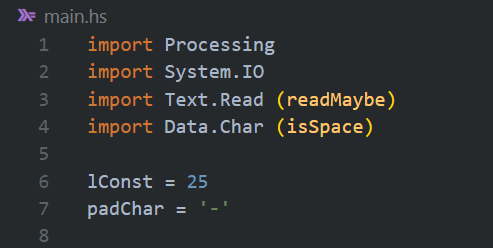 main.hs
1 import Processing
2 import System.IO
3 import Text.Read (readMaybe)
4 import Data.Char (isSpace)
5
6 lConst = 25
7 padChar = '-'
8